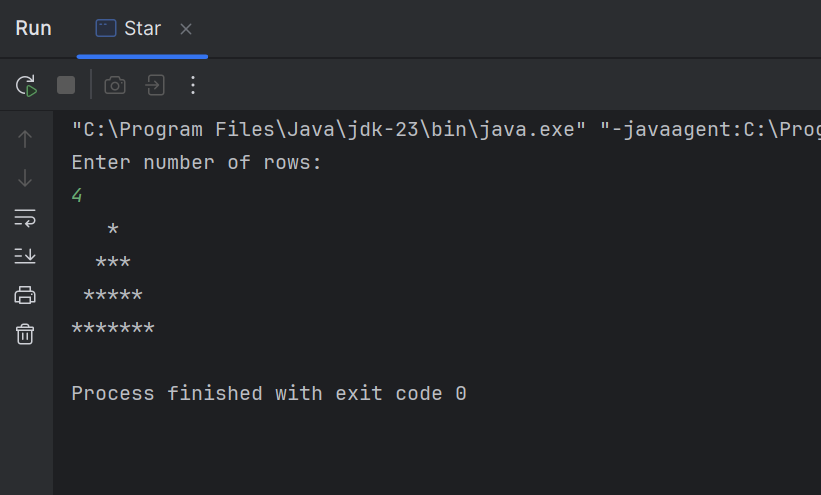 Run Star
"C:\Program Files\Java\jdk-23\bin\java.exe" "-javaagent:C:\Prog
Enter number of rows:
4
   *
  ***
 *****
*******
Process finished with exit code 0